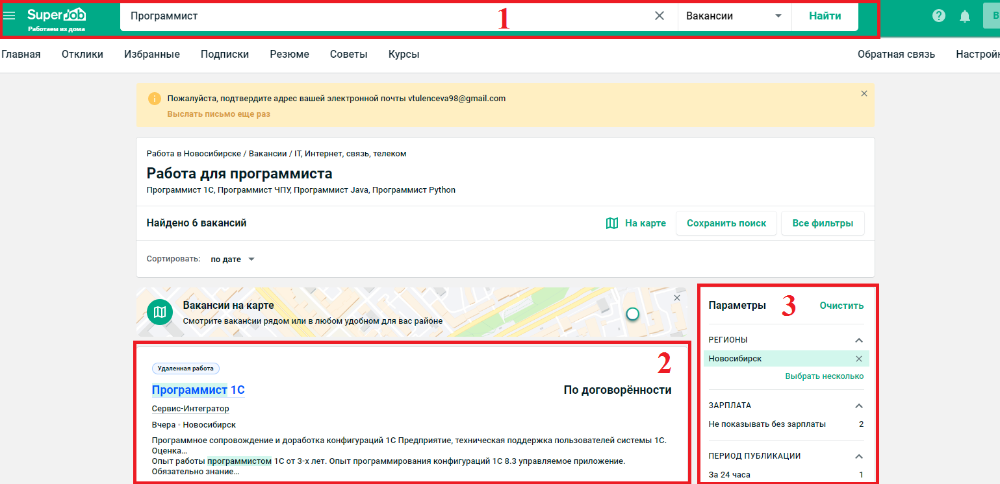 SuperJob
Работаем из дома
Программист
1
Вакансии
Найти
?
В
Главная Отклики Избранные Подписки Резюме Советы Курсы Обратная связь Настрой
Пожалуйста, подтвердите адрес вашей электронной почты vtulenceva98@gmail.com
Выслать письмо еще раз
Работа в Новосибирске / Вакансии / IT, Интернет, связь, телеком
Работа для программиста
Программист 1С, Программист ЧПУ, Программист Java, Программист Python
Найдено 6 вакансий На карте Сохранить поиск Все фильтры
Сортировать: по дате
Вакансии на карте
Смотрите вакансии рядом или в любом удобном для вас районе
2
Удаленная работа
Программист 1С По договорённости
Сервис-Интегратор
Вчера • Новосибирск
Программное сопровождение и доработка конфигураций 1С Предприятие, техническая поддержка пользователей системы 1С.
Оценка…
Опыт работы программистом 1С от 3-х лет. Опыт программирования конфигураций 1С 8.3 управляемое приложение.
Обязательно знание…
Параметры 3 Очистить
РЕГИОНЫ
Новосибирск
Выбрать несколько
ЗАРПЛАТА
Не показывать без зарплаты 2
ПЕРИОД ПУБЛИКАЦИИ
За 24 часа 1